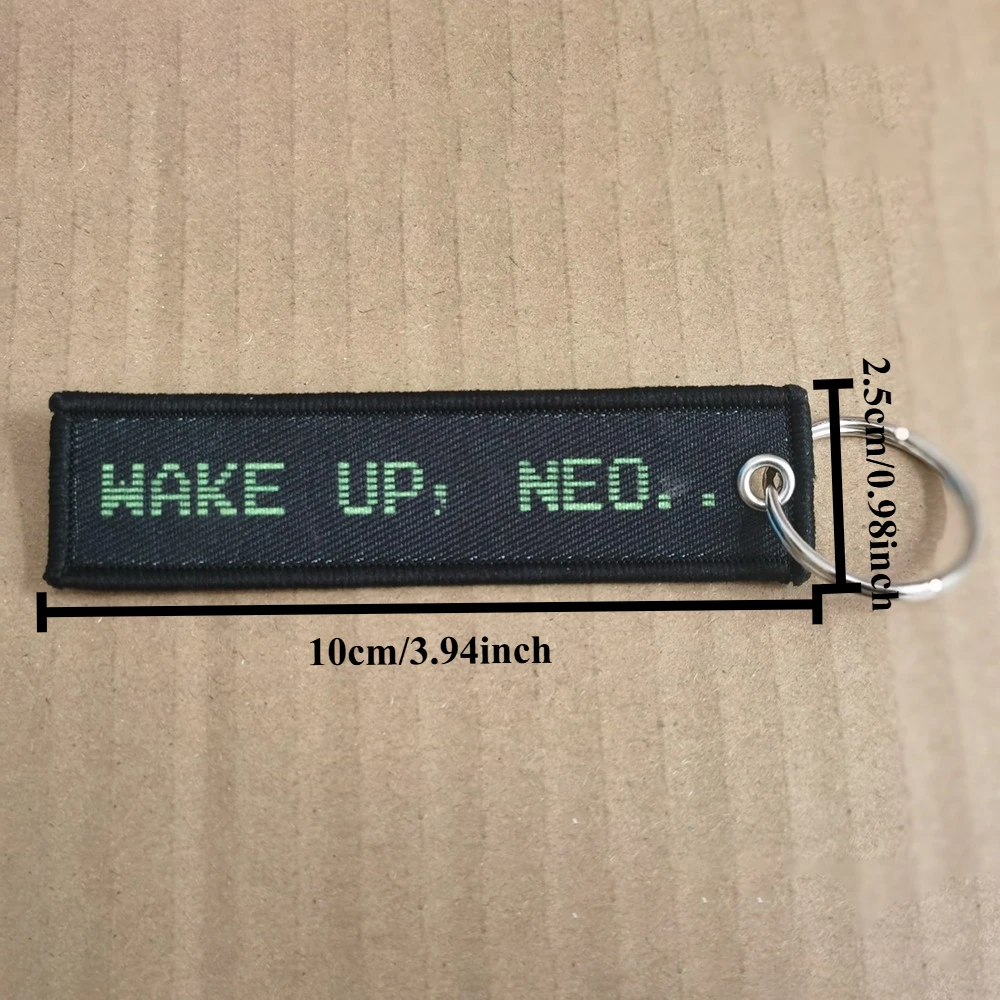 WAKE UP, NEO..
2.5cm/0.98inch
10cm/3.94inch